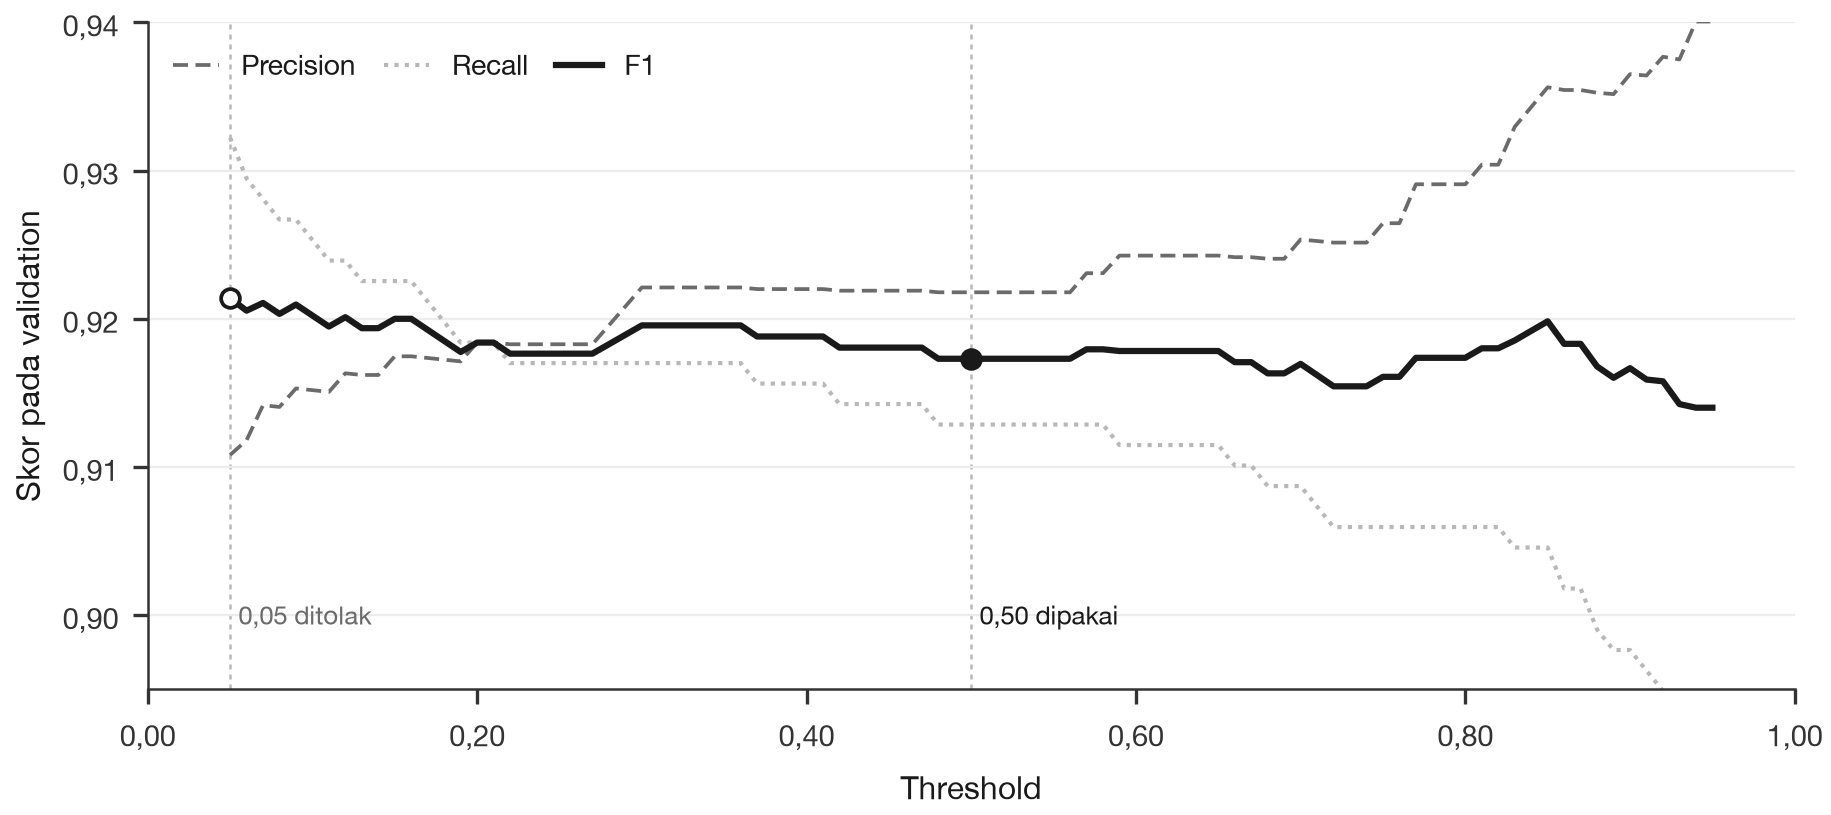 0,94
0,93
0,92
0,91
0,90
Skor pada validation
Precision Recall F1
0,05 ditolak
0,50 dipakai
0,00 0,20 0,40 0,60 0,80 1,00
Threshold